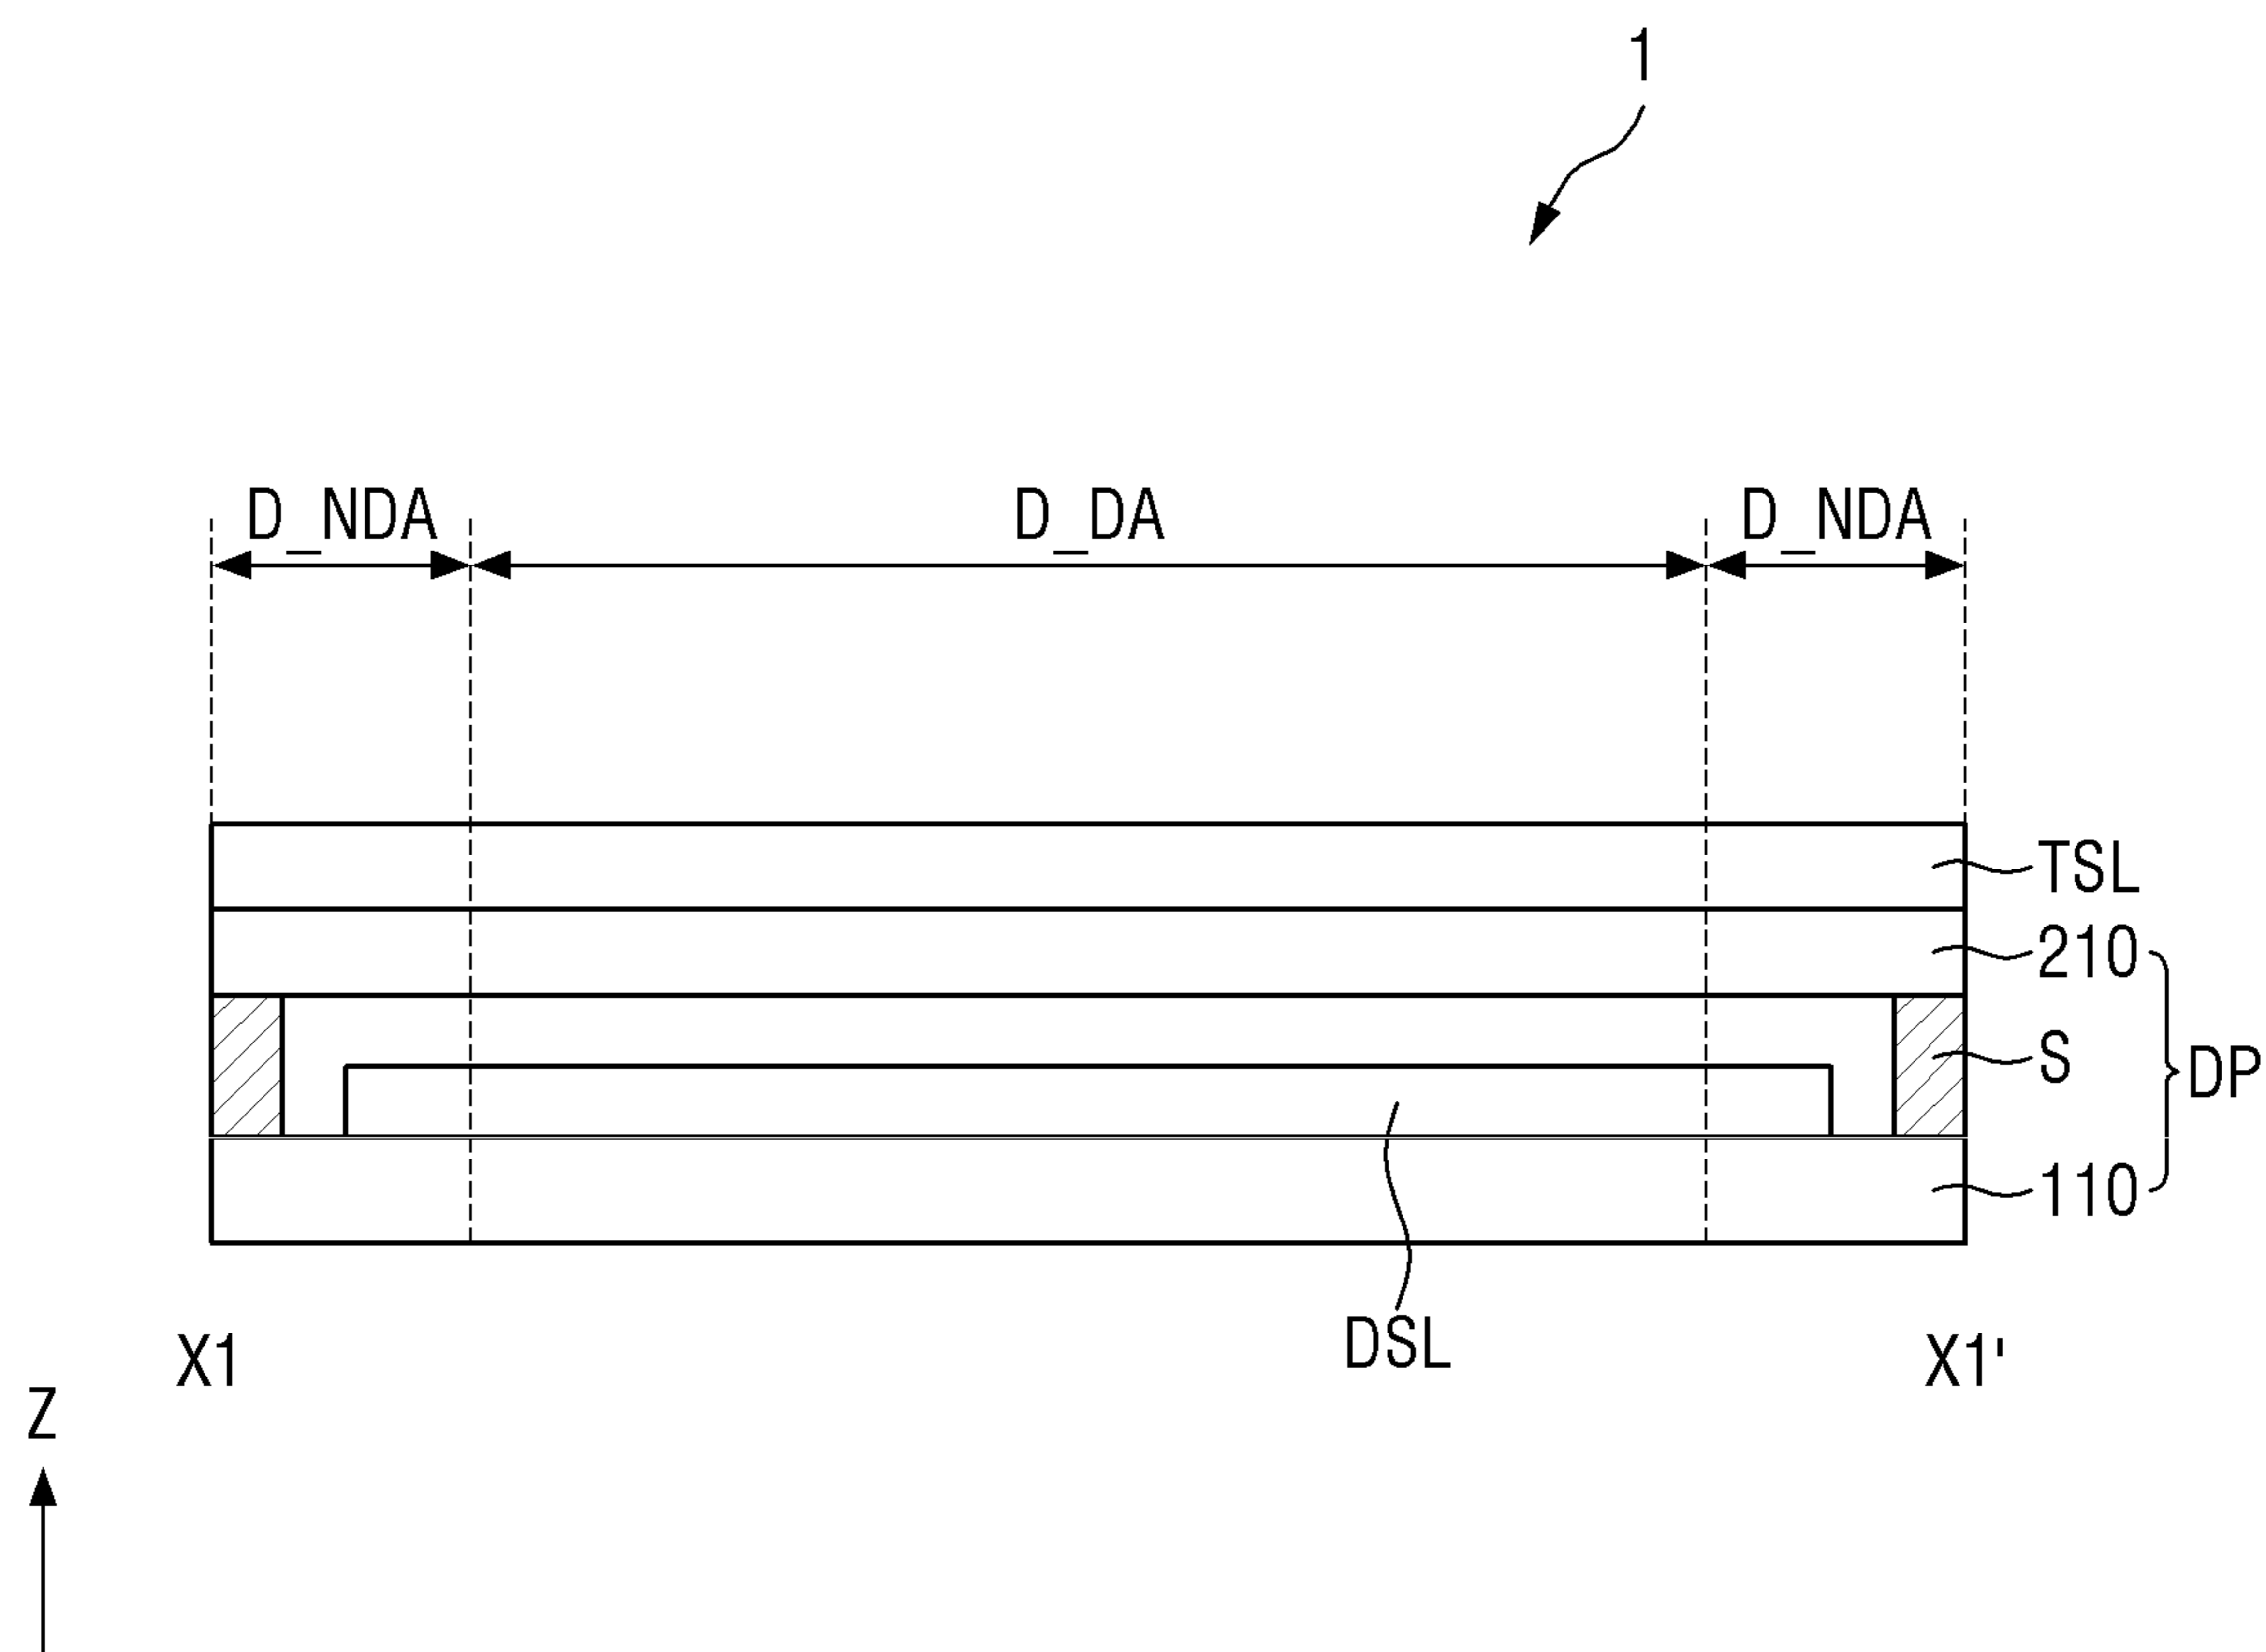 1
D_NDA D_DA D_NDA
TSL
210
S
DP
110
DSL
X1 X1'
Z